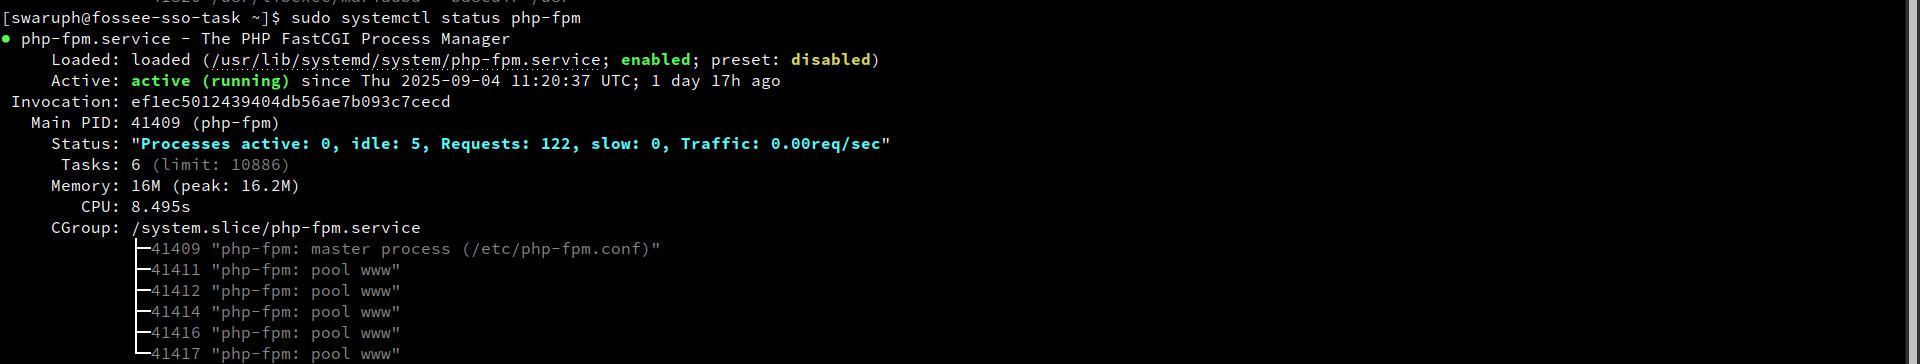 [swaruph@fossee-sso-task ~]$ sudo systemctl status php-fpm
● php-fpm.service - The PHP FastCGI Process Manager
Loaded: loaded (/usr/lib/systemd/system/php-fpm.service; enabled; preset: disabled)
Active: active (running) since Thu 2025-09-04 11:20:37 UTC; 1 day 17h ago
Invocation: ef1ec5012439404db56ae7b093c7cecd
Main PID: 41409 (php-fpm)
Status: "Processes active: 0, idle: 5, Requests: 122, slow: 0, Traffic: 0.00req/sec"
Tasks: 6 (limit: 10886)
Memory: 16M (peak: 16.2M)
CPU: 8.495s
CGroup: /system.slice/php-fpm.service
├─41409 "php-fpm: master process (/etc/php-fpm.conf)"
├─41411 "php-fpm: pool www"
├─41412 "php-fpm: pool www"
├─41414 "php-fpm: pool www"
├─41416 "php-fpm: pool www"
└─41417 "php-fpm: pool www"